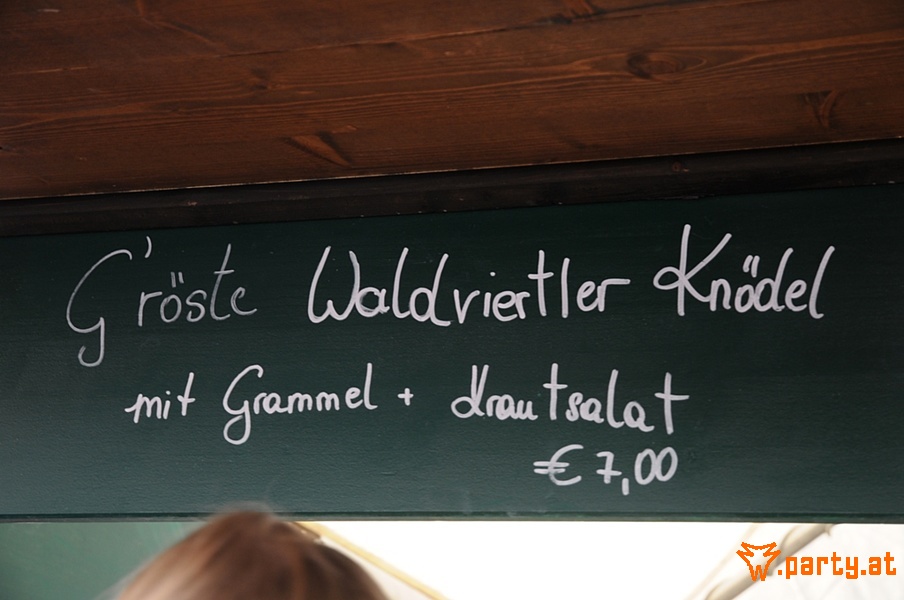 G'röste Waldviertler Knödel
mit Grammel + Krautsalat
€ 7,00
W.party.at